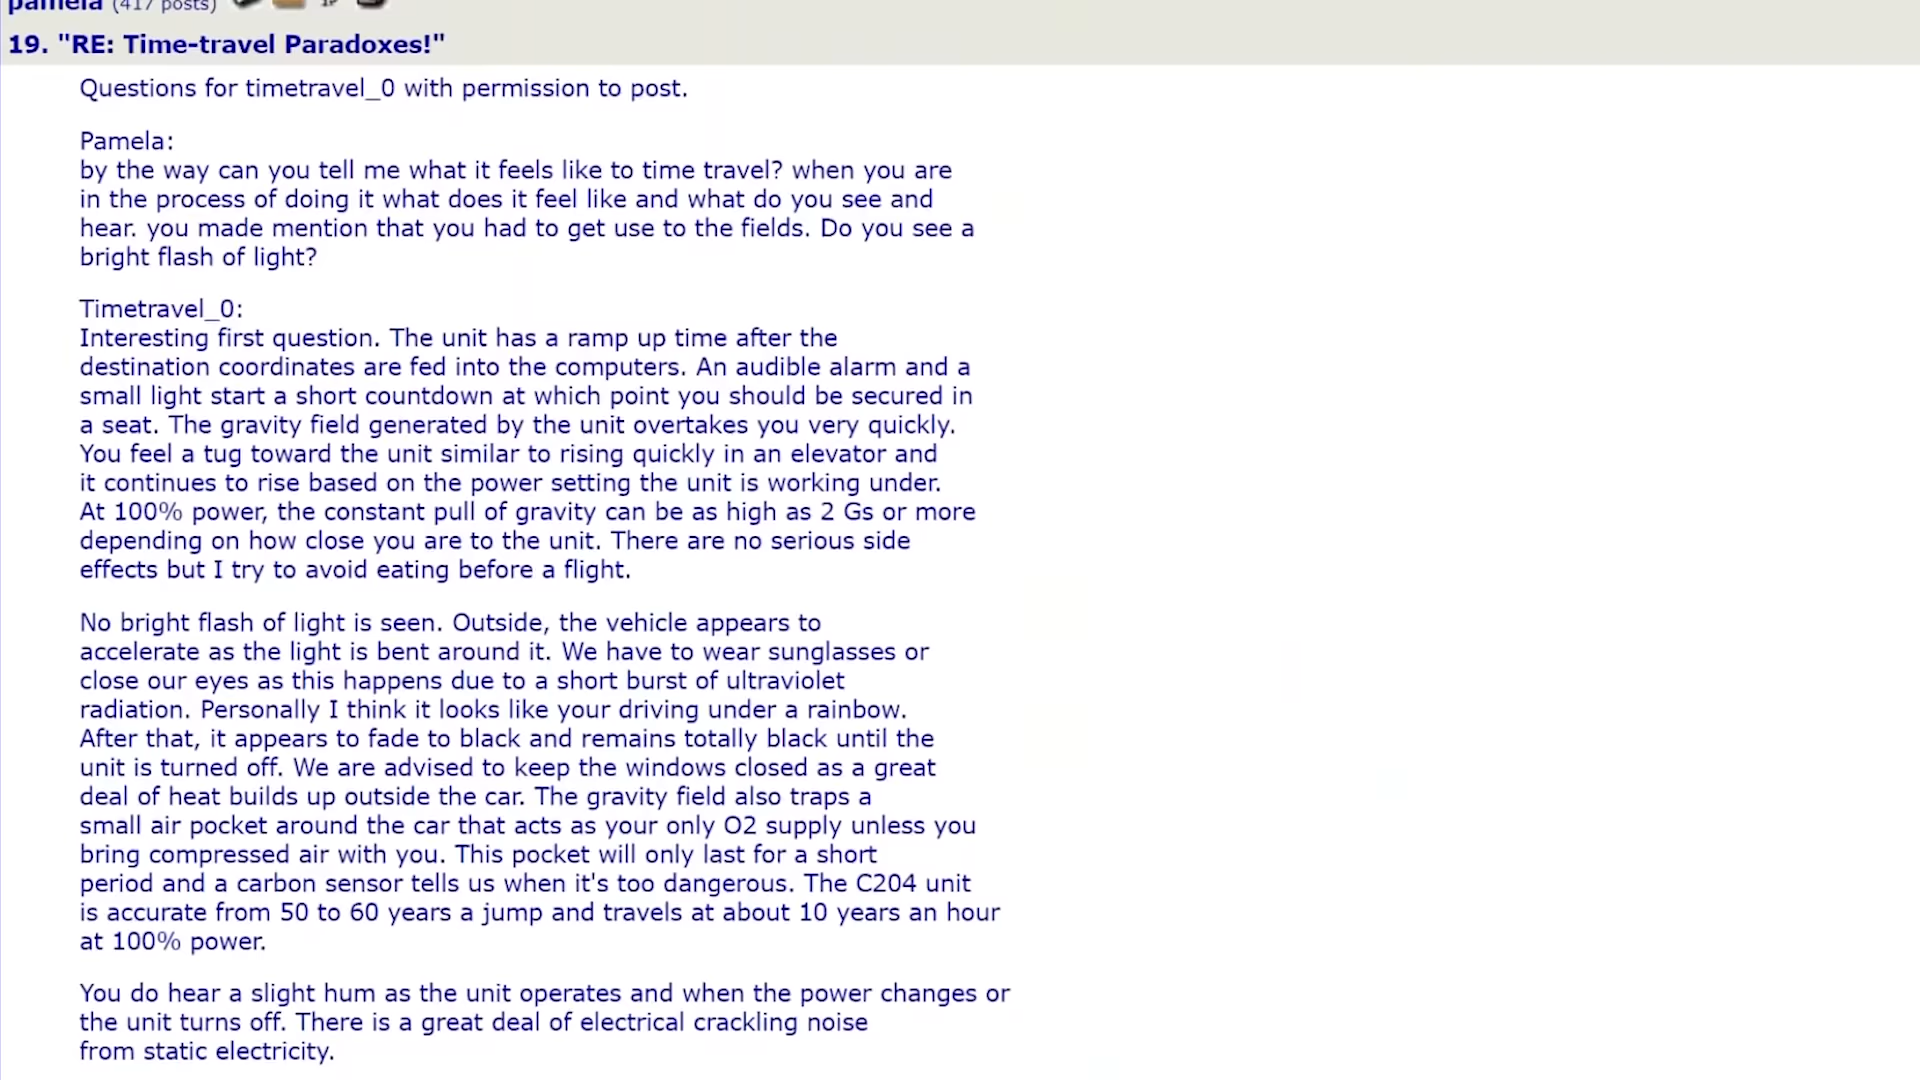 pamela (417 posts)
19. "RE: Time-travel Paradoxes!"
Questions for timetravel_0 with permission to post.
Pamela:
by the way can you tell me what it feels like to time travel? when you are
in the process of doing it what does it feel like and what do you see and
hear. you made mention that you had to get use to the fields. Do you see a
bright flash of light?
Timetravel_0:
Interesting first question. The unit has a ramp up time after the
destination coordinates are fed into the computers. An audible alarm and a
small light start a short countdown at which point you should be secured in
a seat. The gravity field generated by the unit overtakes you very quickly.
You feel a tug toward the unit similar to rising quickly in an elevator and
it continues to rise based on the power setting the unit is working under.
At 100% power, the constant pull of gravity can be as high as 2 Gs or more
depending on how close you are to the unit. There are no serious side
effects but I try to avoid eating before a flight.
No bright flash of light is seen. Outside, the vehicle appears to
accelerate as the light is bent around it. We have to wear sunglasses or
close our eyes as this happens due to a short burst of ultraviolet
radiation. Personally I think it looks like your driving under a rainbow.
After that, it appears to fade to black and remains totally black until the
unit is turned off. We are advised to keep the windows closed as a great
deal of heat builds up outside the car. The gravity field also traps a
small air pocket around the car that acts as your only O2 supply unless you
bring compressed air with you. This pocket will only last for a short
period and a carbon sensor tells us when it's too dangerous. The C204 unit
is accurate from 50 to 60 years a jump and travels at about 10 years an hour
at 100% power.
You do hear a slight hum as the unit operates and when the power changes or
the unit turns off. There is a great deal of electrical crackling noise
from static electricity.